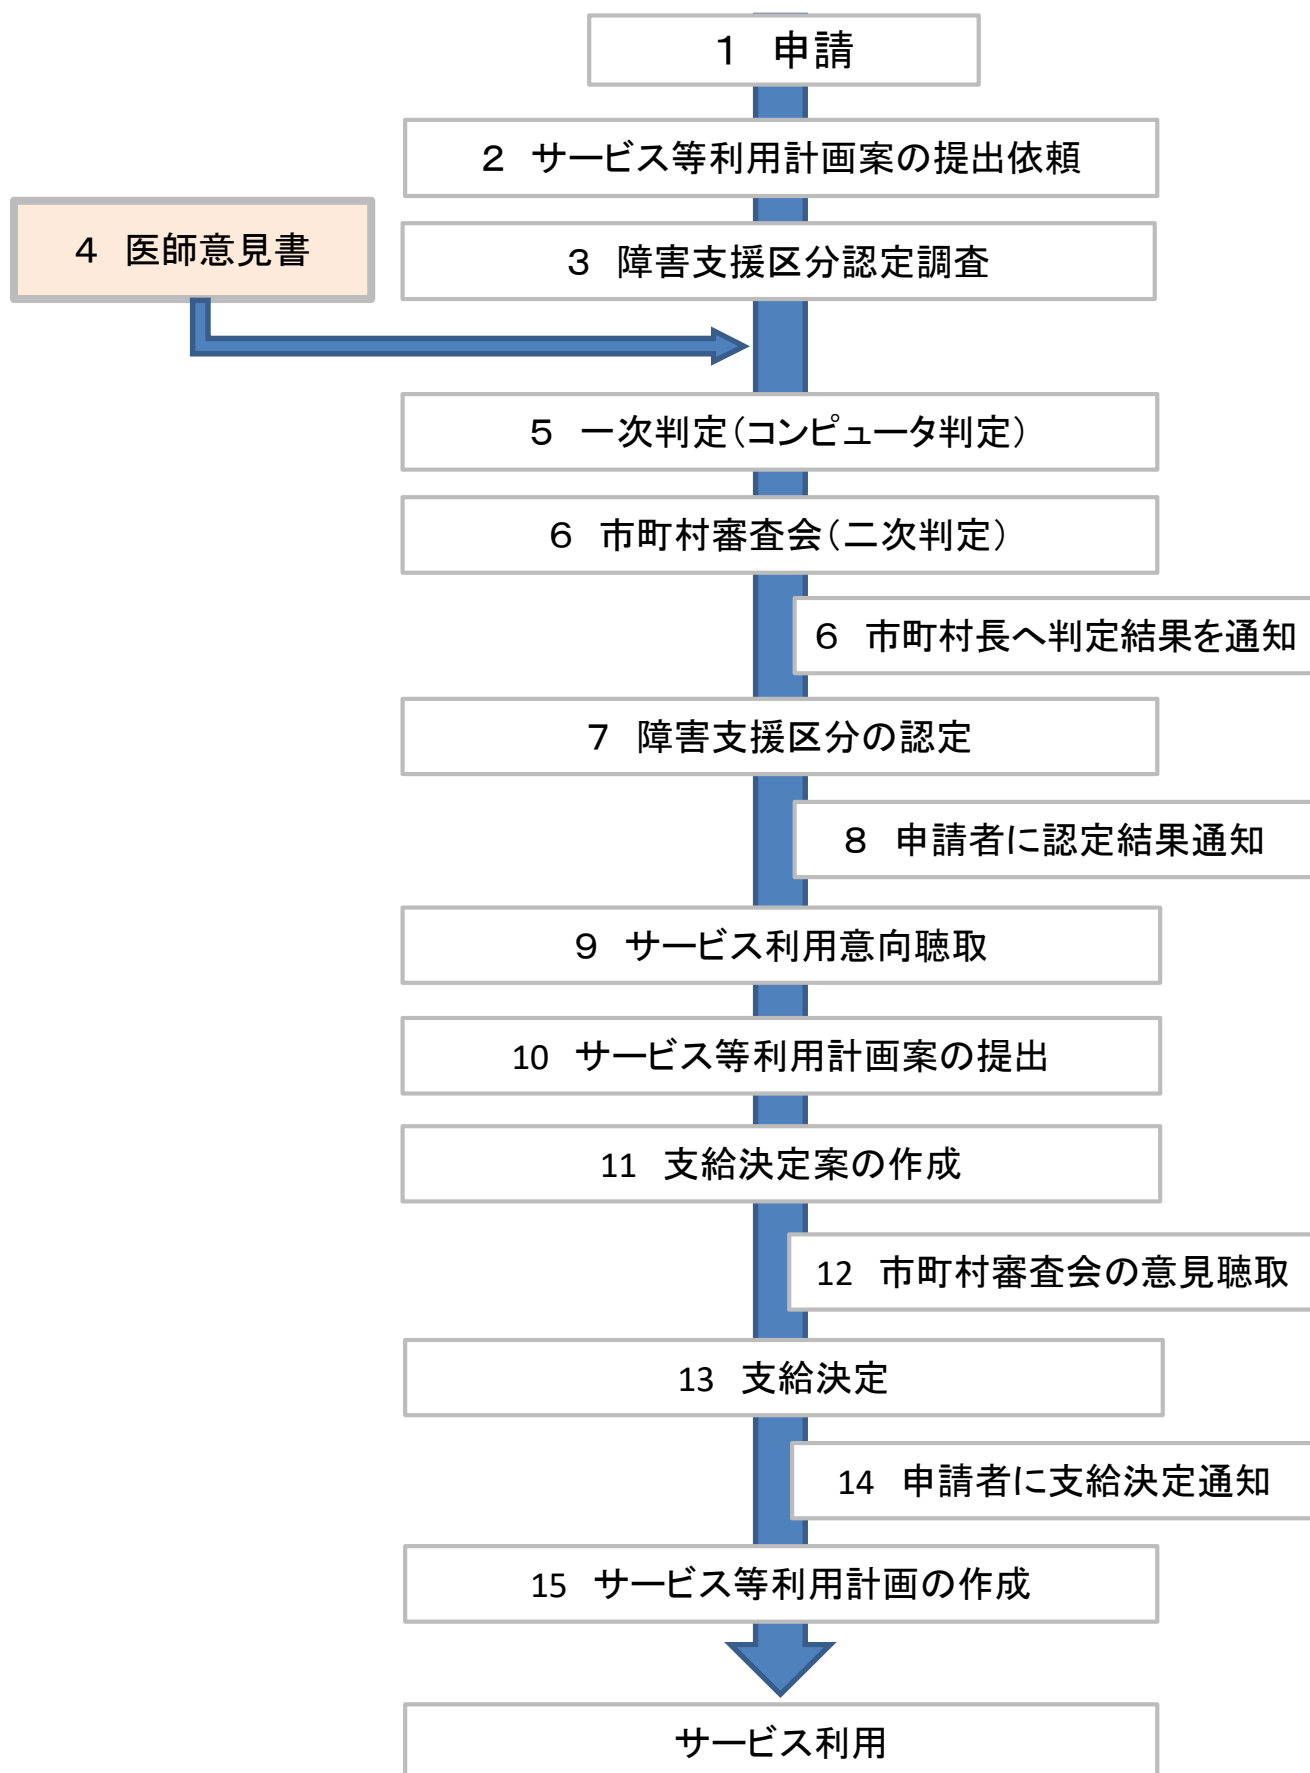 １　申請
２　サービス等利用計画案の提出依頼
４　医師意見書
３　障害支援区分認定調査
５　一次判定（コンピュータ判定）
６　市町村審査会（二次判定）
６　市町村長へ判定結果を通知
７　障害支援区分の認定
８　申請者に認定結果通知
９　サービス利用意向聴取
10　サービス等利用計画案の提出
11　支給決定案の作成
12　市町村審査会の意見聴取
13　支給決定
14　申請者に支給決定通知
15　サービス等利用計画の作成
サービス利用